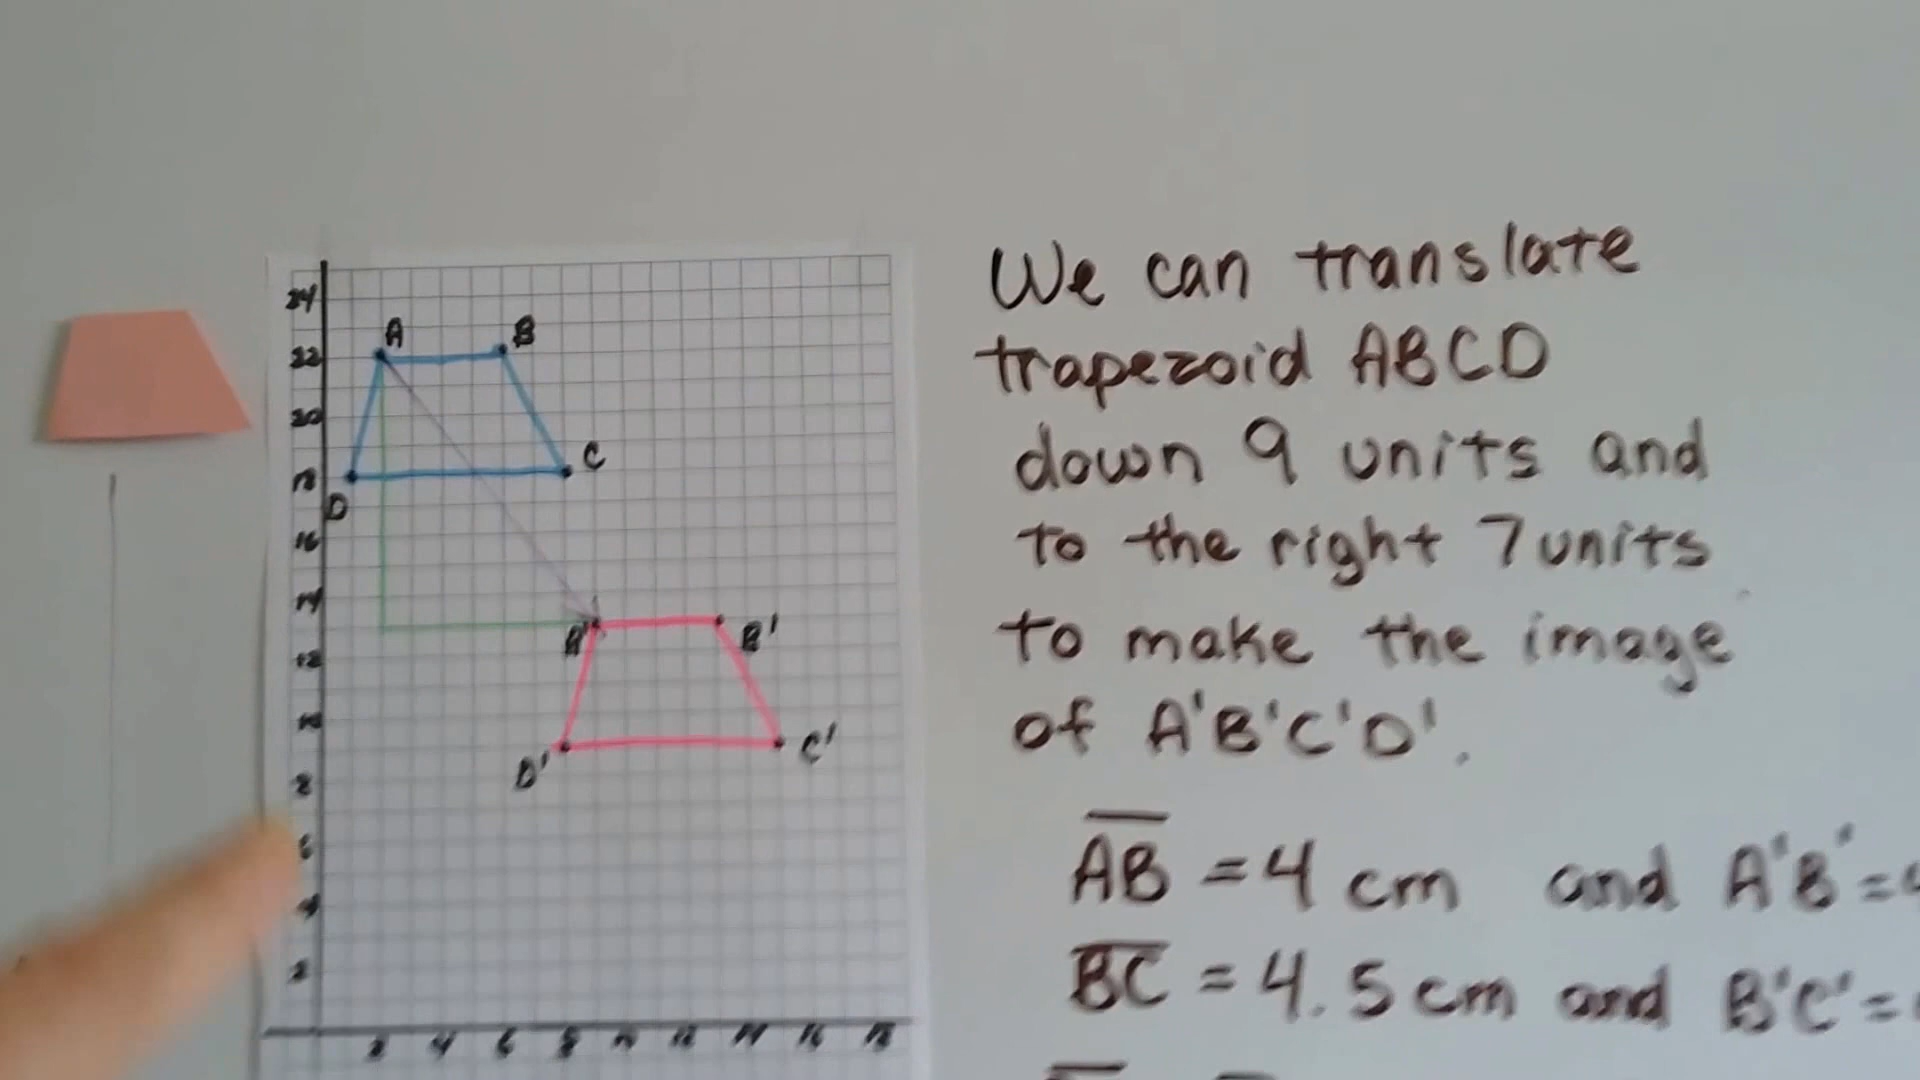 We can translate
trapezoid ABCD
down 9 units and
to the right 7 units
to make the image
of A'B'C'D'.
AB = 4 cm and A'B' =
BC = 4.5 cm and B'C' =
24
A
B
22
20
C
18
D
16
14
A'
B'
12
10
C'
D'
8
6
4
2
2 4 6 8 10 12 14 16 18